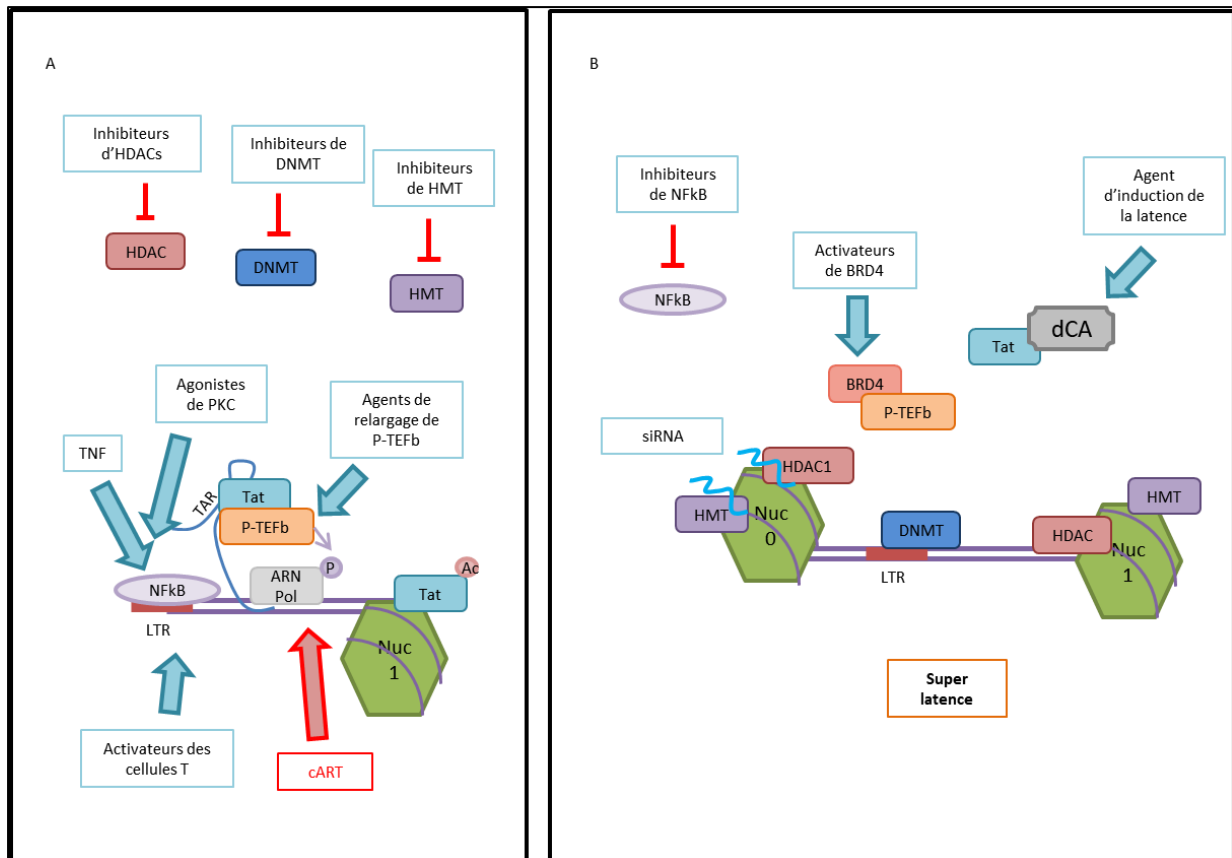 A
Inhibiteurs
d'HDACs
HDAC
Inhibiteurs de
DNMT
DNMT
Inhibiteurs
de HMT
HMT
Agonistes
de PKC
Agents de
relargage de
P-TEFb
TNF
TAR
Tat
P-TEFb
P
ARN
Pol
Ac
Tat
NFkB
LTR
Nuc
1
Activateurs des
cellules T
cART
B
Inhibiteurs
de NFkB
NFkB
Activateurs
de BRD4
BRD4
P-TEFb
Agent
d'induction de
la latence
dCA
Tat
siRNA
HDAC1
HMT
Nuc
0
DNMT
LTR
HDAC
HMT
Nuc
1
Super
latence